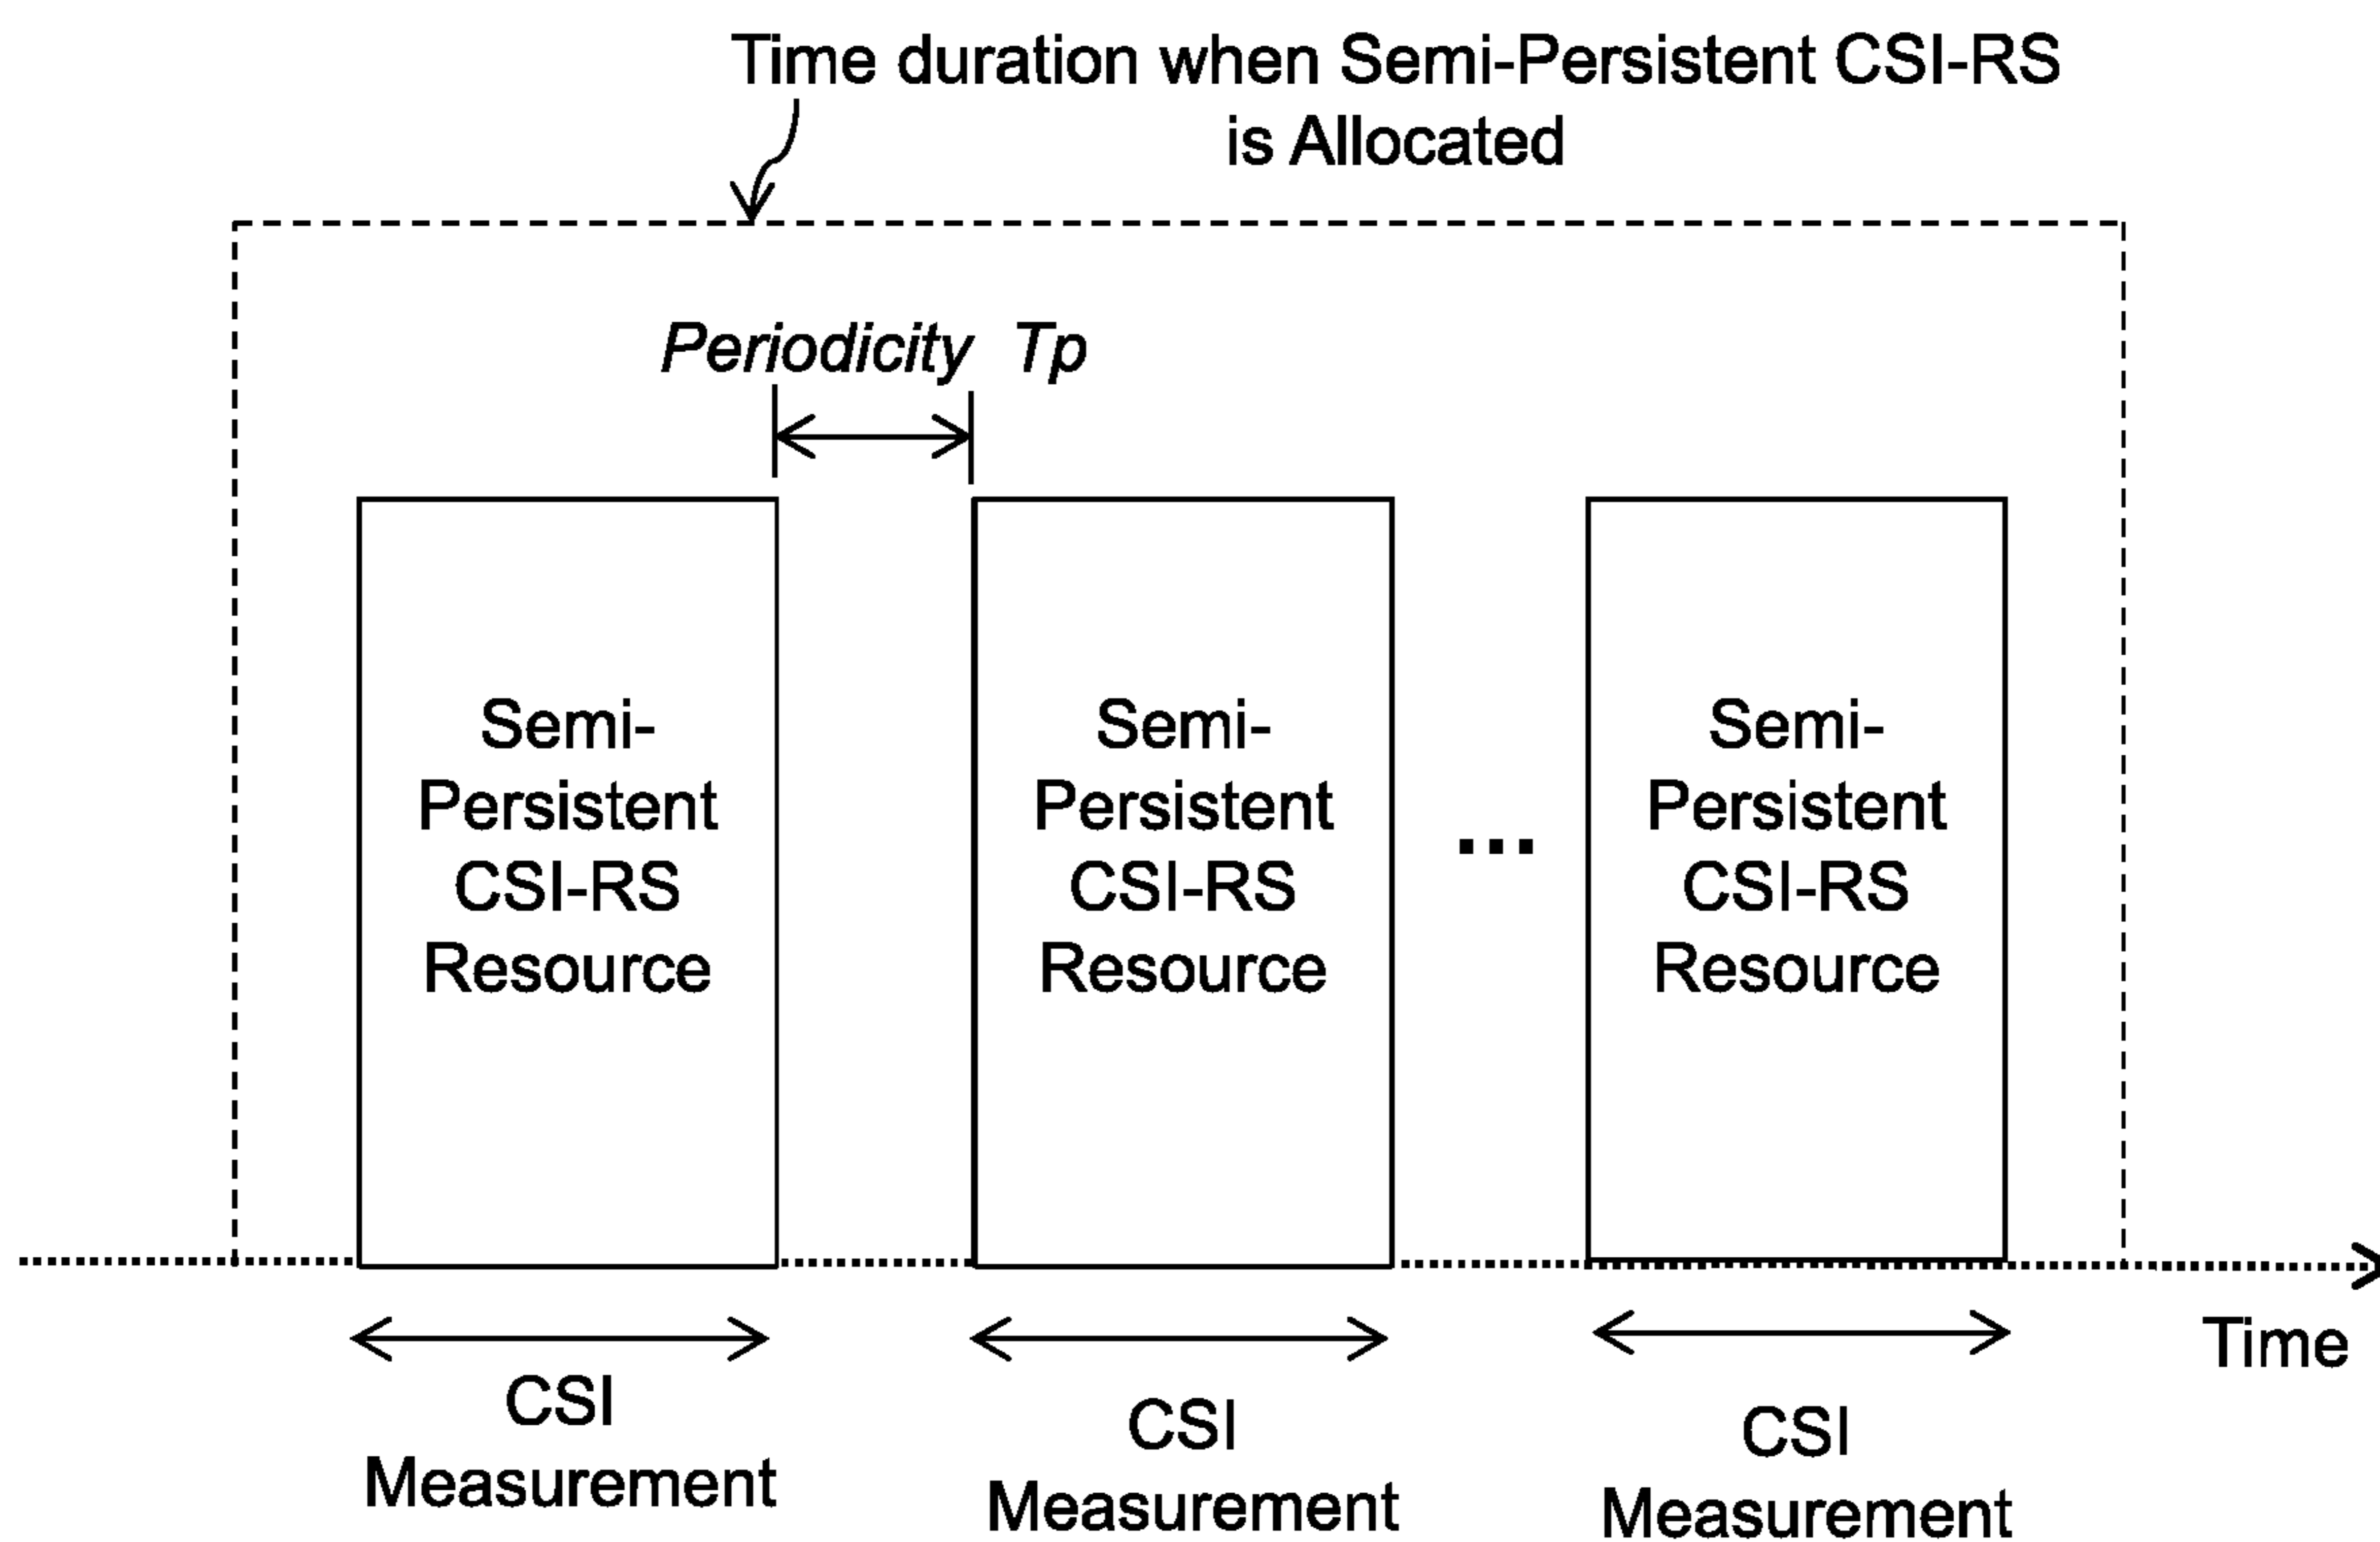 Time duration when Semi-Persistent CSI-RS
is Allocated
Periodicity Tp
Semi-
Persistent
CSI-RS
Resource
Semi-
Persistent
CSI-RS
Resource
...
Semi-
Persistent
CSI-RS
Resource
Time
CSI
Measurement
CSI
Measurement
CSI
Measurement